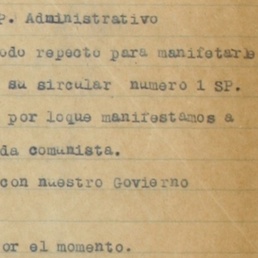 P. Administrativo
odo repecto para manifetarle
su sircular numero 1 SP.
por loque manifestamos a
da comunista.
con nuestro Govierno
or el momento.